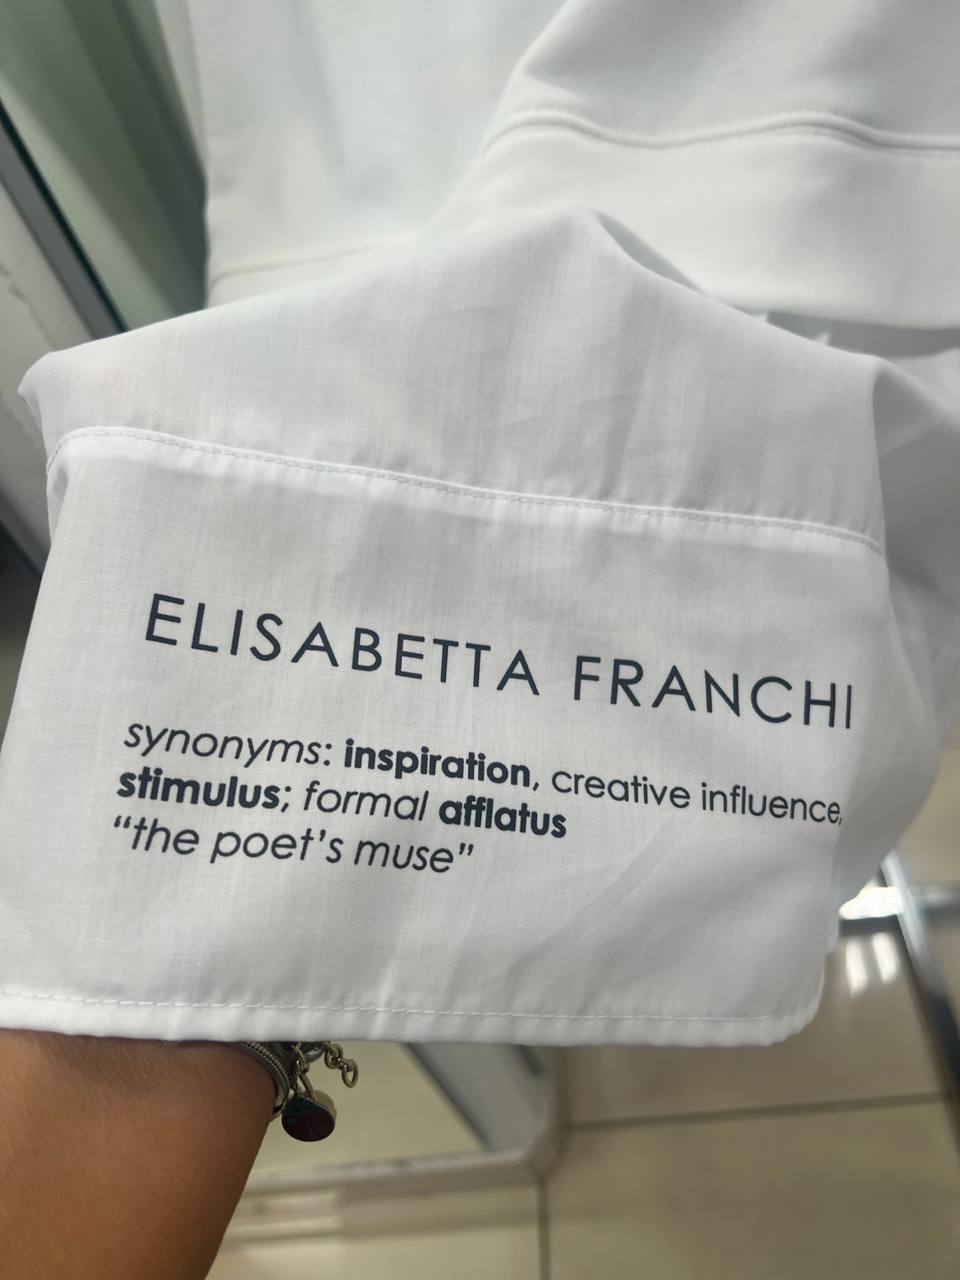 ELISABETTA FRANCHI
synonyms: inspiration, creative influence,
stimulus; formal afflatus
“the poet’s muse”